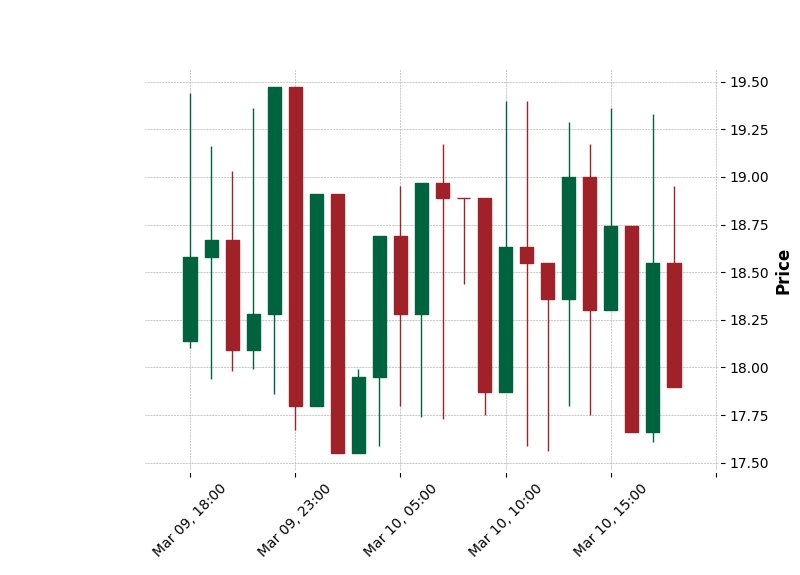 19.50
19.25
19.00
18.75
18.50
18.25
18.00
17.75
17.50
Price
Mar 09, 18:00
Mar 09, 23:00
Mar 10, 05:00
Mar 10, 10:00
Mar 10, 15:00